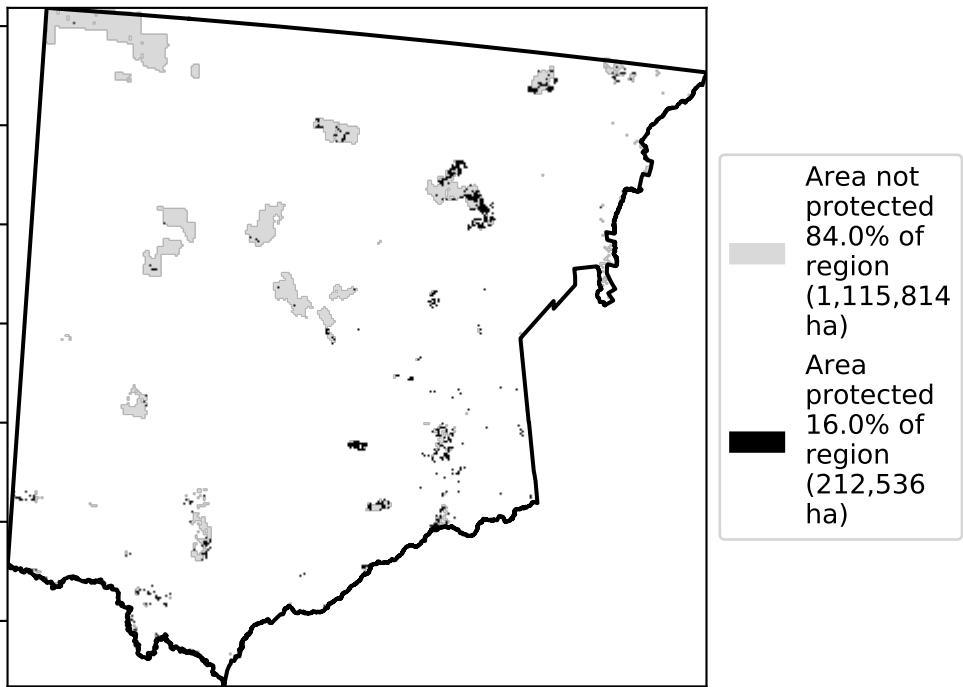 Area not
protected
84.0% of
region
(1,115,814
ha)
Area
protected
16.0% of
region
(212,536
ha)